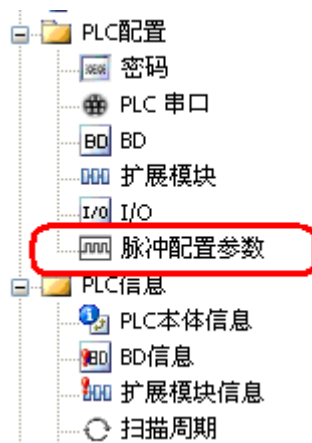 PLC配置
密码
PLC 串口
BD BD
扩展模块
I/O I/O
脉冲配置参数
PLC信息
PLC本体信息
BD BD信息
扩展模块信息
扫描周期